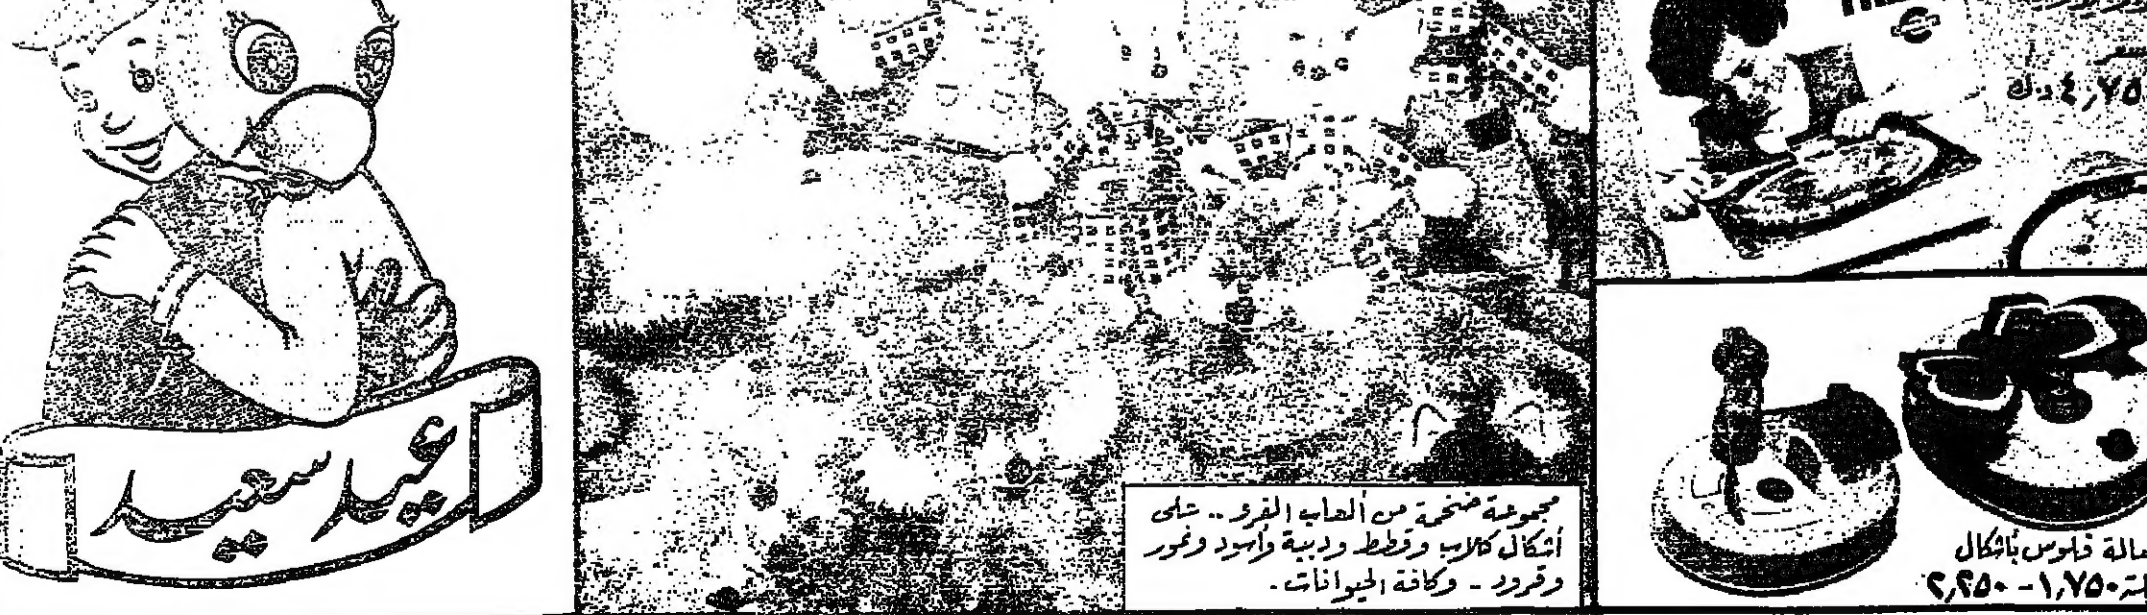 سعر
٤,٧٥ د.ك
عيد سعيد
مجموعة ضخمة من ألعاب الفرو .. على
أشكال كلاب وقطط ودببة وأسود ونمور
وقرود - وكافة الحيوانات -
فلوس بأشكال
١,٧٥٠ - ٢,٢٥٠